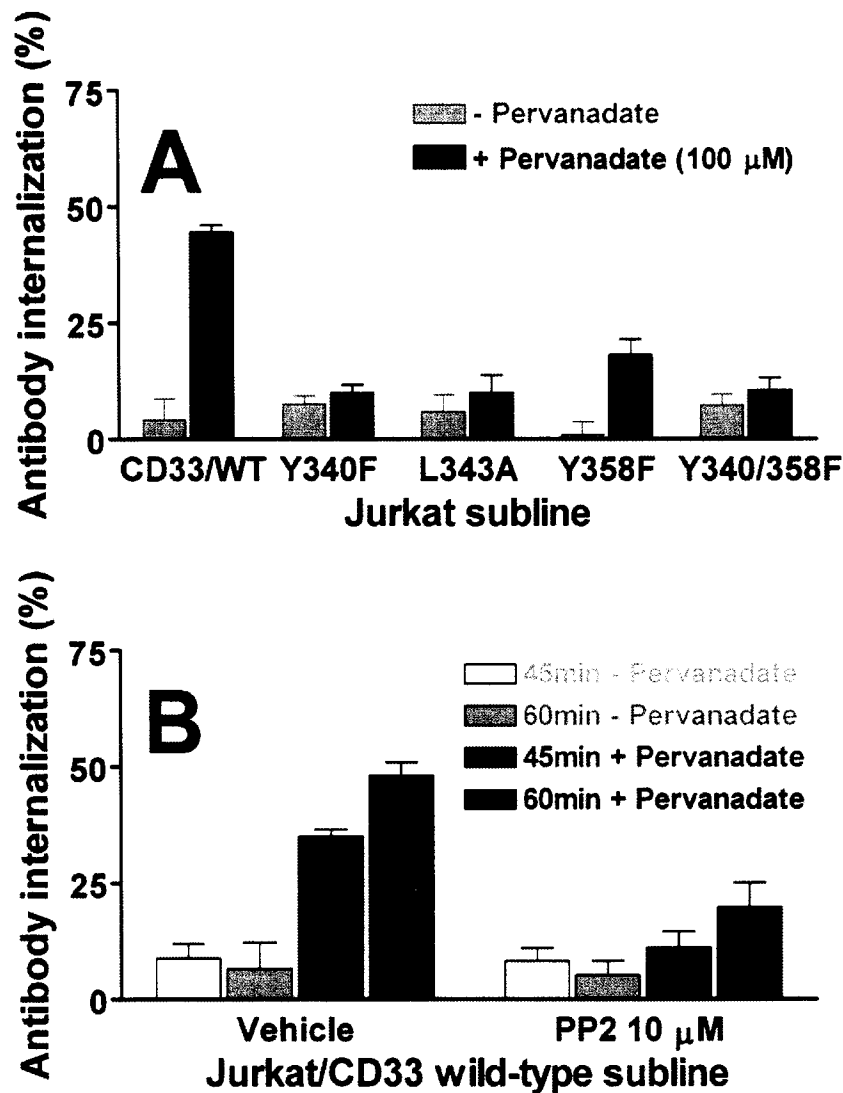 Antibody internalization (%)
75
50
25
0
A
- Pervanadate
+ Pervanadate (100 µM)
CD33/WT Y340F L343A Y358F Y340/358F
Jurkat subline
Antibody internalization (%)
75
50
25
0
B
45min - Pervanadate
60min - Pervanadate
45min + Pervanadate
60min + Pervanadate
Vehicle PP2 10 µM
Jurkat/CD33 wild-type subline